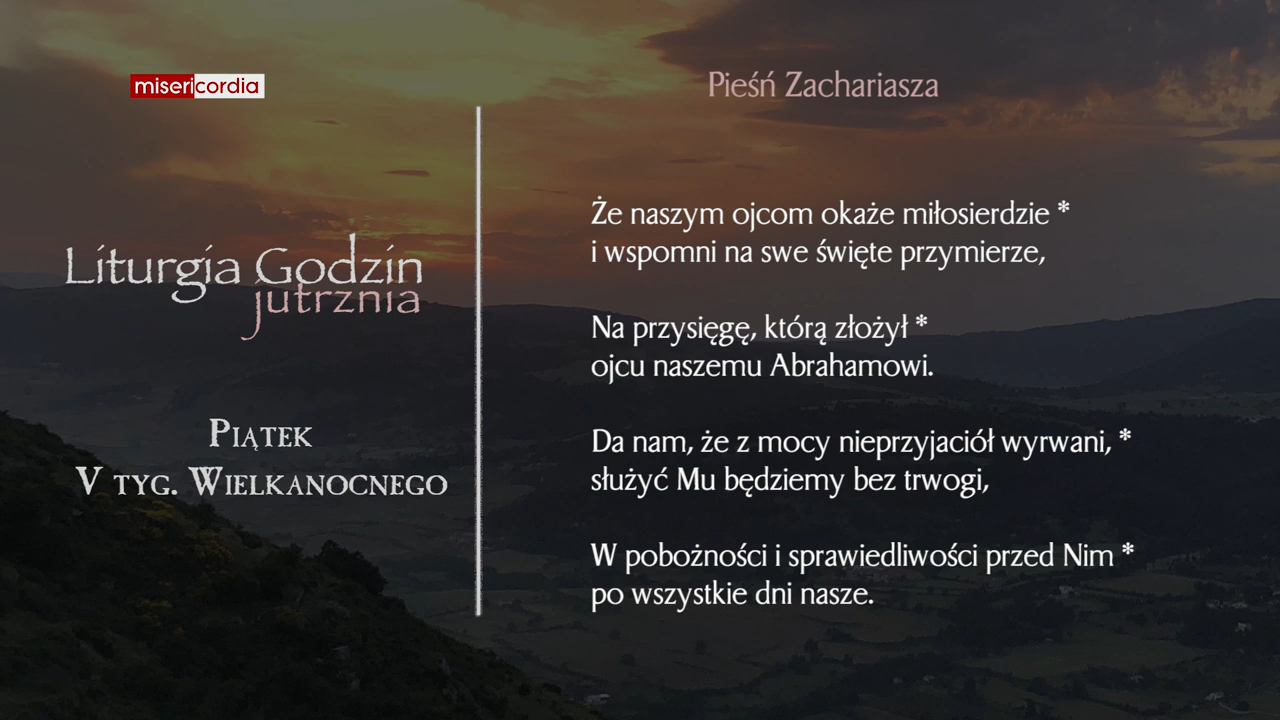 misericordia
Liturgia Godzin
jutrznia
Piątek
V tyg. Wielkanocnego
Pieśń Zachariasza
Że naszym ojcom okaże miłosierdzie *
i wspomni na swe święte przymierze,
Na przysięgę, którą złożył *
ojcu naszemu Abrahamowi.
Da nam, że z mocy nieprzyjaciół wyrwani, *
służyć Mu będziemy bez trwogi,
W pobożności i sprawiedliwości przed Nim *
po wszystkie dni nasze.